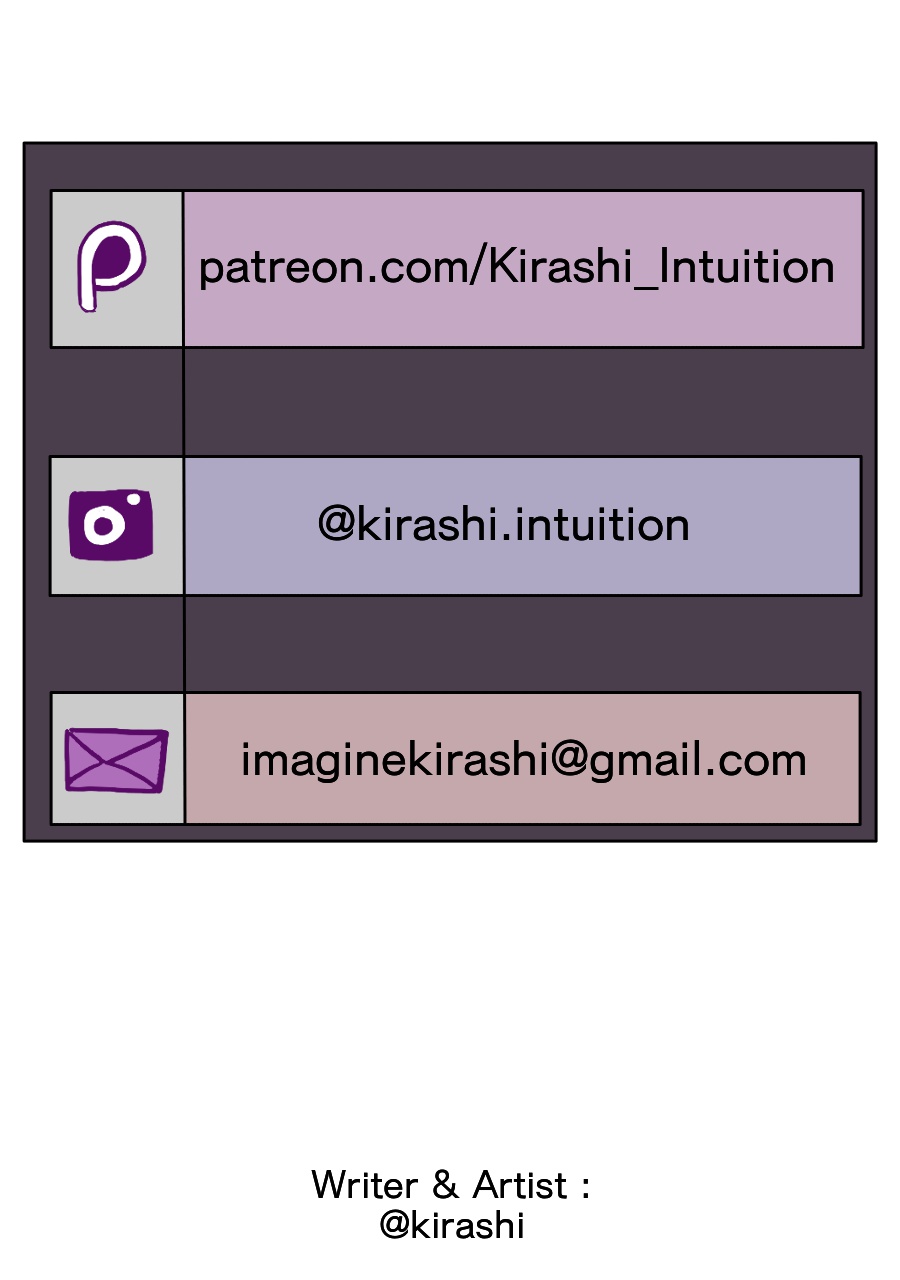 patreon.com/Kirashi_Intuition
@kirashi.intuition
imaginekirashi@gmail.com
Writer & Artist :
@kirashi